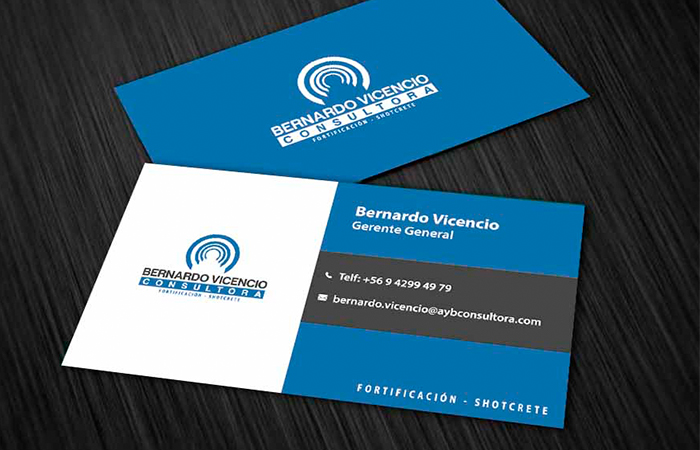 BERNARDO VICENCIO
CONSULTORA
FORTIFICACIÓN - SHOTCRETE
BERNARDO VICENCIO
CONSULTORA
FORTIFICACIÓN - SHOTCRETE
Bernardo Vicencio
Gerente General
Telf: +56 9 4299 49 79
bernardo.vicencio@aybconsultora.com
FORTIFICACIÓN - SHOTCRETE